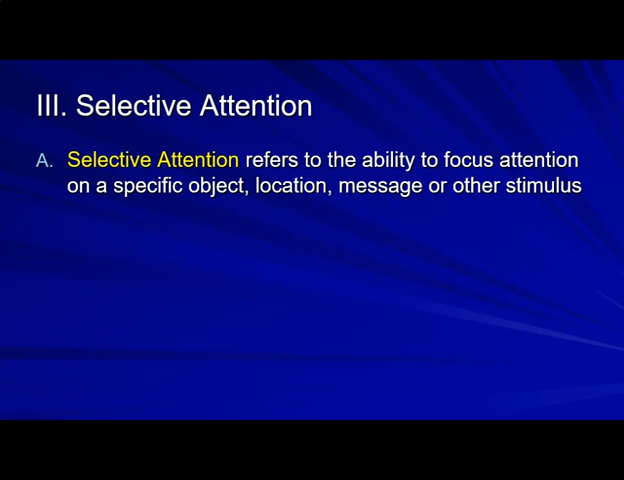 III. Selective Attention
A. Selective Attention refers to the ability to focus attention
on a specific object, location, message or other stimulus